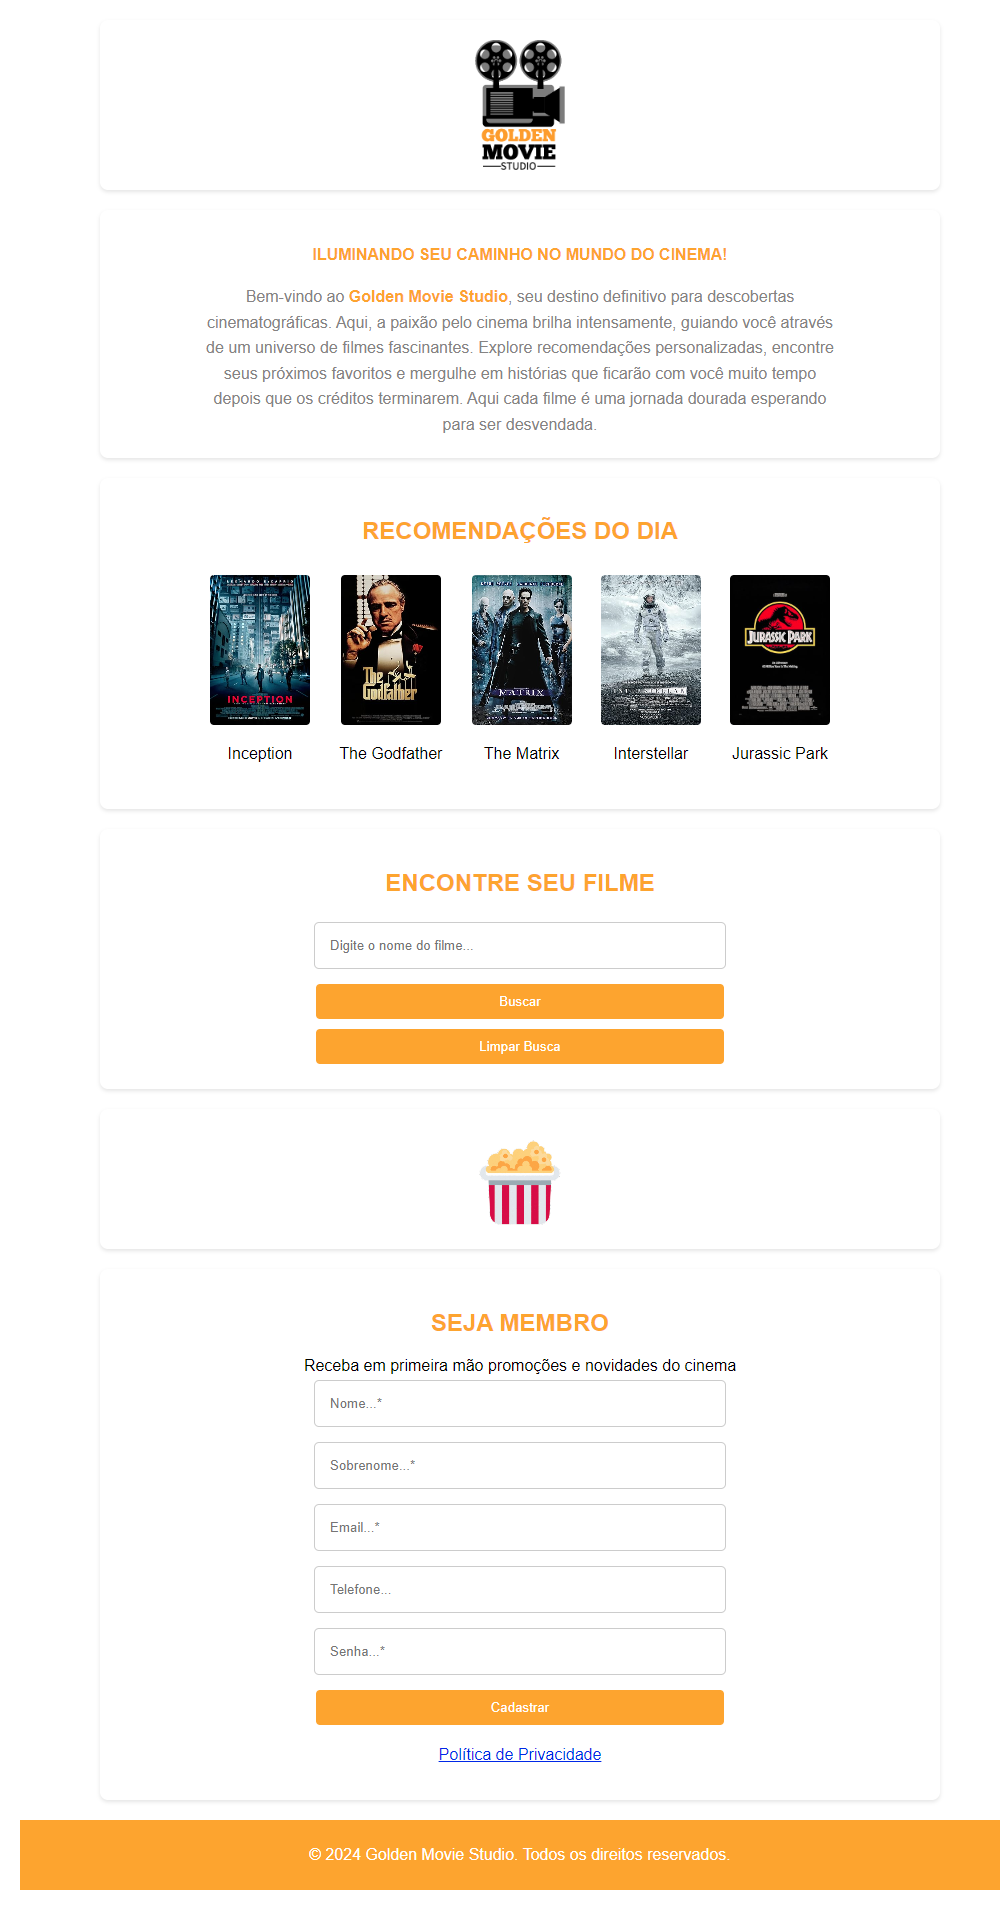 GOLDEN
MOVIE
STUDIO
ILUMINANDO SEU CAMINHO NO MUNDO DO CINEMA!
Bem-vindo ao Golden Movie Studio, seu destino definitivo para descobertas
cinematográficas. Aqui, a paixão pelo cinema brilha intensamente, guiando você através
de um universo de filmes fascinantes. Explore recomendações personalizadas, encontre
seus próximos favoritos e mergulhe em histórias que ficarão com você muito tempo
depois que os créditos terminarem. Aqui cada filme é uma jornada dourada esperando
para ser desvendada.
RECOMENDAÇÕES DO DIA
INCEPTION
The
Godfather
MATRIX
INTERSTELLAR
JURASSIC PARK
Inception
The Godfather
The Matrix
Interstellar
Jurassic Park
ENCONTRE SEU FILME
Digite o nome do filme...
Buscar
Limpar Busca
SEJA MEMBRO
Receba em primeira mão promoções e novidades do cinema
Nome...*
Sobrenome...*
Email...*
Telefone...
Senha...*
Cadastrar
Política de Privacidade
© 2024 Golden Movie Studio. Todos os direitos reservados.